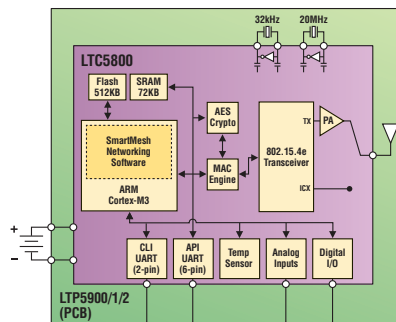 32kHz
20MHz
LTC5800
Flash
512KB
SRAM
72KB
AES
Crypto
SmartMesh
Networking
Software
ARM
Cortex-M3
MAC
Engine
802.15.4e
Transceiver
TX
PA
ICX
+
–
CLI
UART
(2-pin)
API
UART
(6-pin)
Temp
Sensor
Analog
Inputs
Digital
I/O
LTP5900/1/2
(PCB)